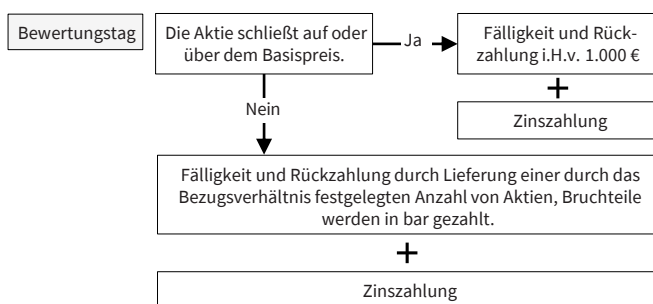 Bewertungstag
Die Aktie schließt auf oder
über dem Basispreis.
Ja
Fälligkeit und Rück-
zahlung i.H.v. 1.000 €
+
Zinszahlung
Nein
Fälligkeit und Rückzahlung durch Lieferung einer durch das
Bezugsverhältnis festgelegten Anzahl von Aktien, Bruchteile
werden in bar gezahlt.
+
Zinszahlung